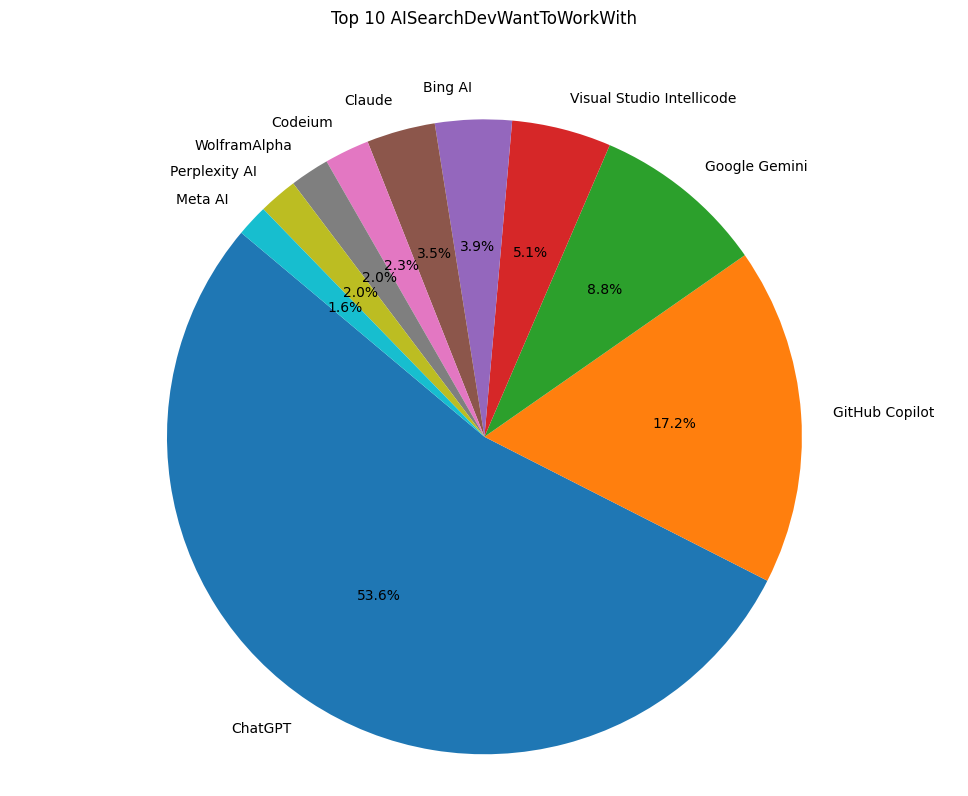 Top 10 AISearchDevWantToWorkWith
Bing AI
Visual Studio Intellicode
Claude
Codeium
WolframAlpha
Google Gemini
Perplexity AI
Meta AI
3.9%
5.1%
3.5%
2.3%
2.0%
8.8%
2.0%
1.6%
GitHub Copilot
17.2%
53.6%
ChatGPT